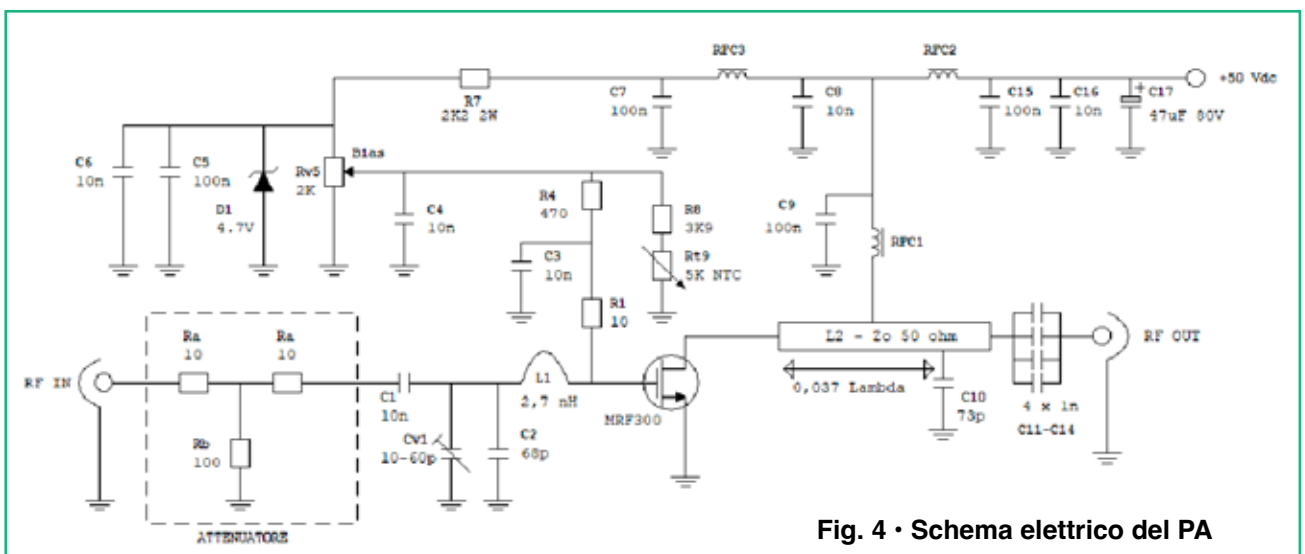 RFC3
RFC2
+50 Vdc
R7
2K2 2W
C7
100n
C8
10n
C15
100n
C16
10n
+
C17
47uF 80V
C6
10n
C5
100n
D1
4.7V
Rv5
2K
Bias
C4
10n
R4
470
R8
3K9
Rt9
5K NTC
C3
10n
R1
10
C9
100n
RFC1
RF IN
Ra
10
Ra
10
Rb
100
ATTENUATORE
C1
10n
Cv1
10-60p
C2
68p
L1
2,7 nH
MRF300
L2 - Zo 50 ohm
0,037 Lambda
C10
73p
4 x 1n
C11-C14
RF OUT
Fig. 4 · Schema elettrico del PA